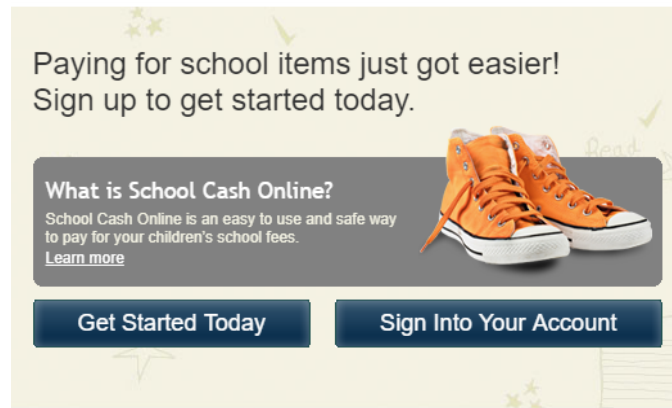 Paying for school items just got easier!
Sign up to get started today.
Read
What is School Cash Online?
School Cash Online is an easy to use and safe way
to pay for your children's school fees.
Learn more
Get Started Today
Sign Into Your Account